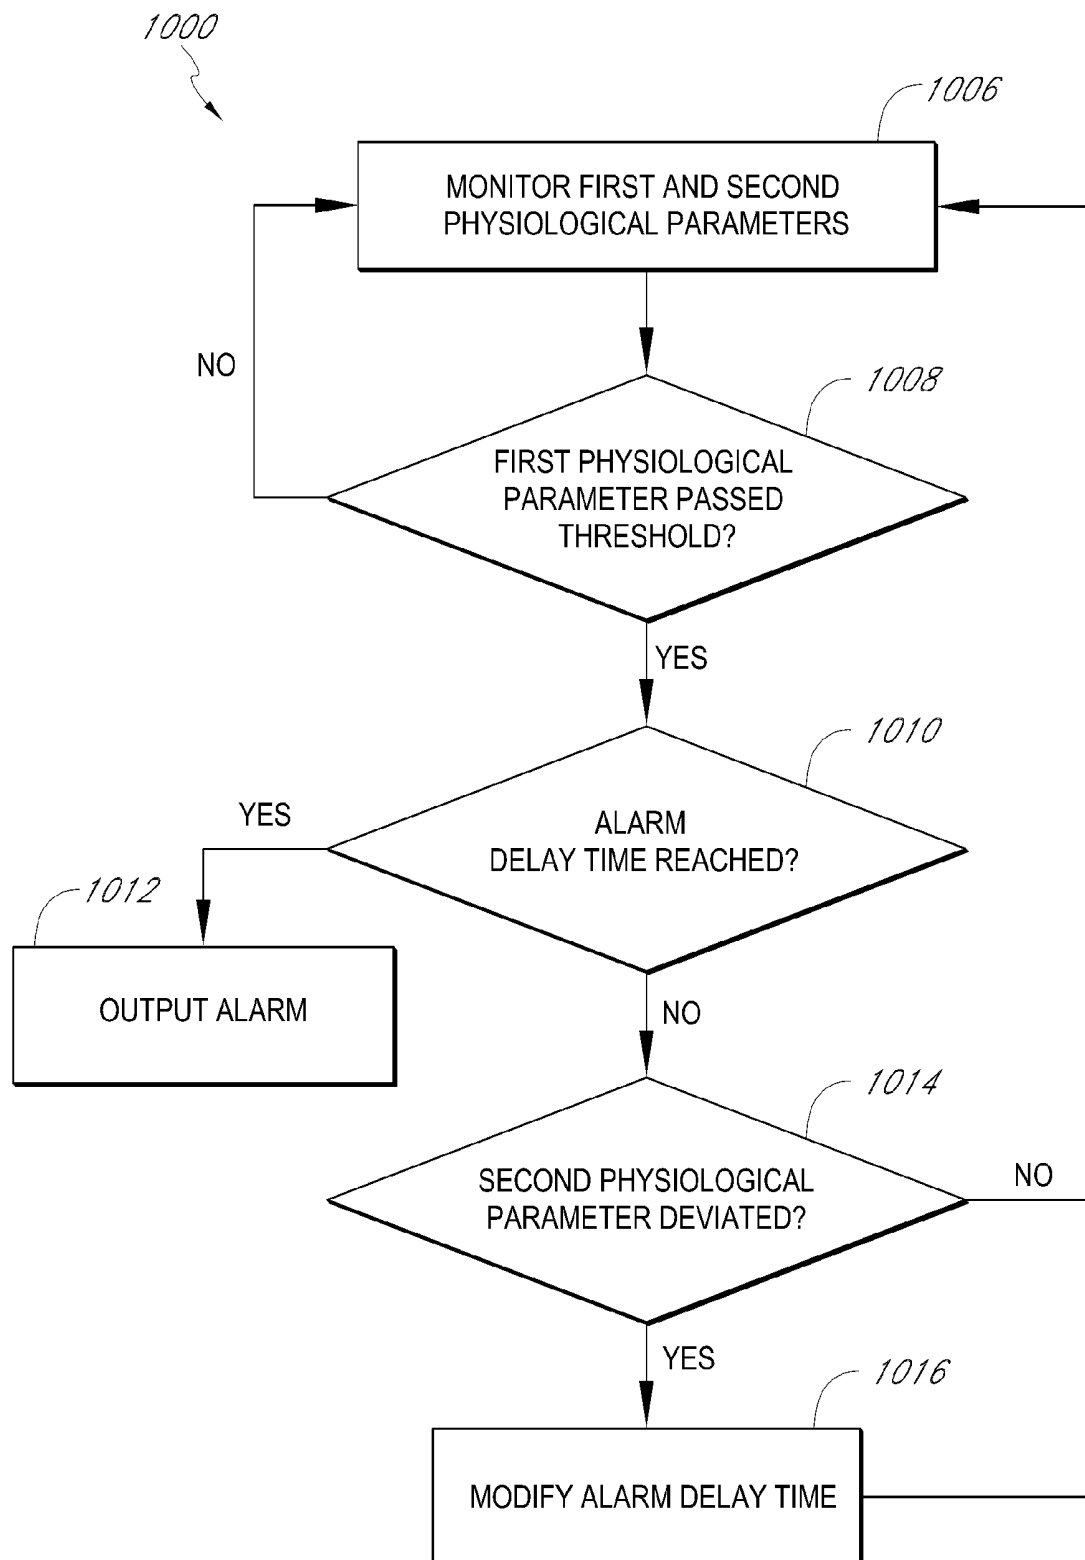 1000
1006
MONITOR FIRST AND SECOND
PHYSIOLOGICAL PARAMETERS
NO
1008
FIRST PHYSIOLOGICAL
PARAMETER PASSED
THRESHOLD?
YES
1010
YES
ALARM
DELAY TIME REACHED?
1012
OUTPUT ALARM
NO
1014
SECOND PHYSIOLOGICAL
PARAMETER DEVIATED?
NO
YES
1016
MODIFY ALARM DELAY TIME